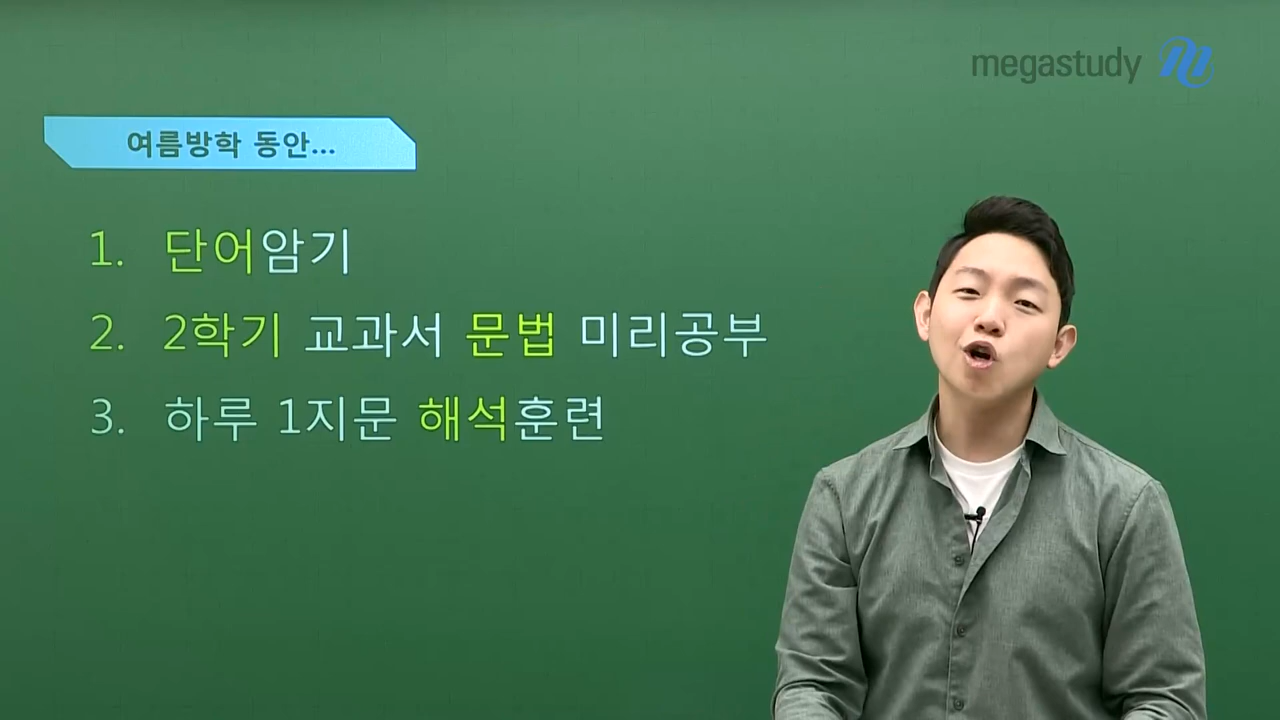 megastudy
여름방학 동안...
1. 단어암기
2. 2학기 교과서 문법 미리공부
3. 하루 1지문 해석훈련